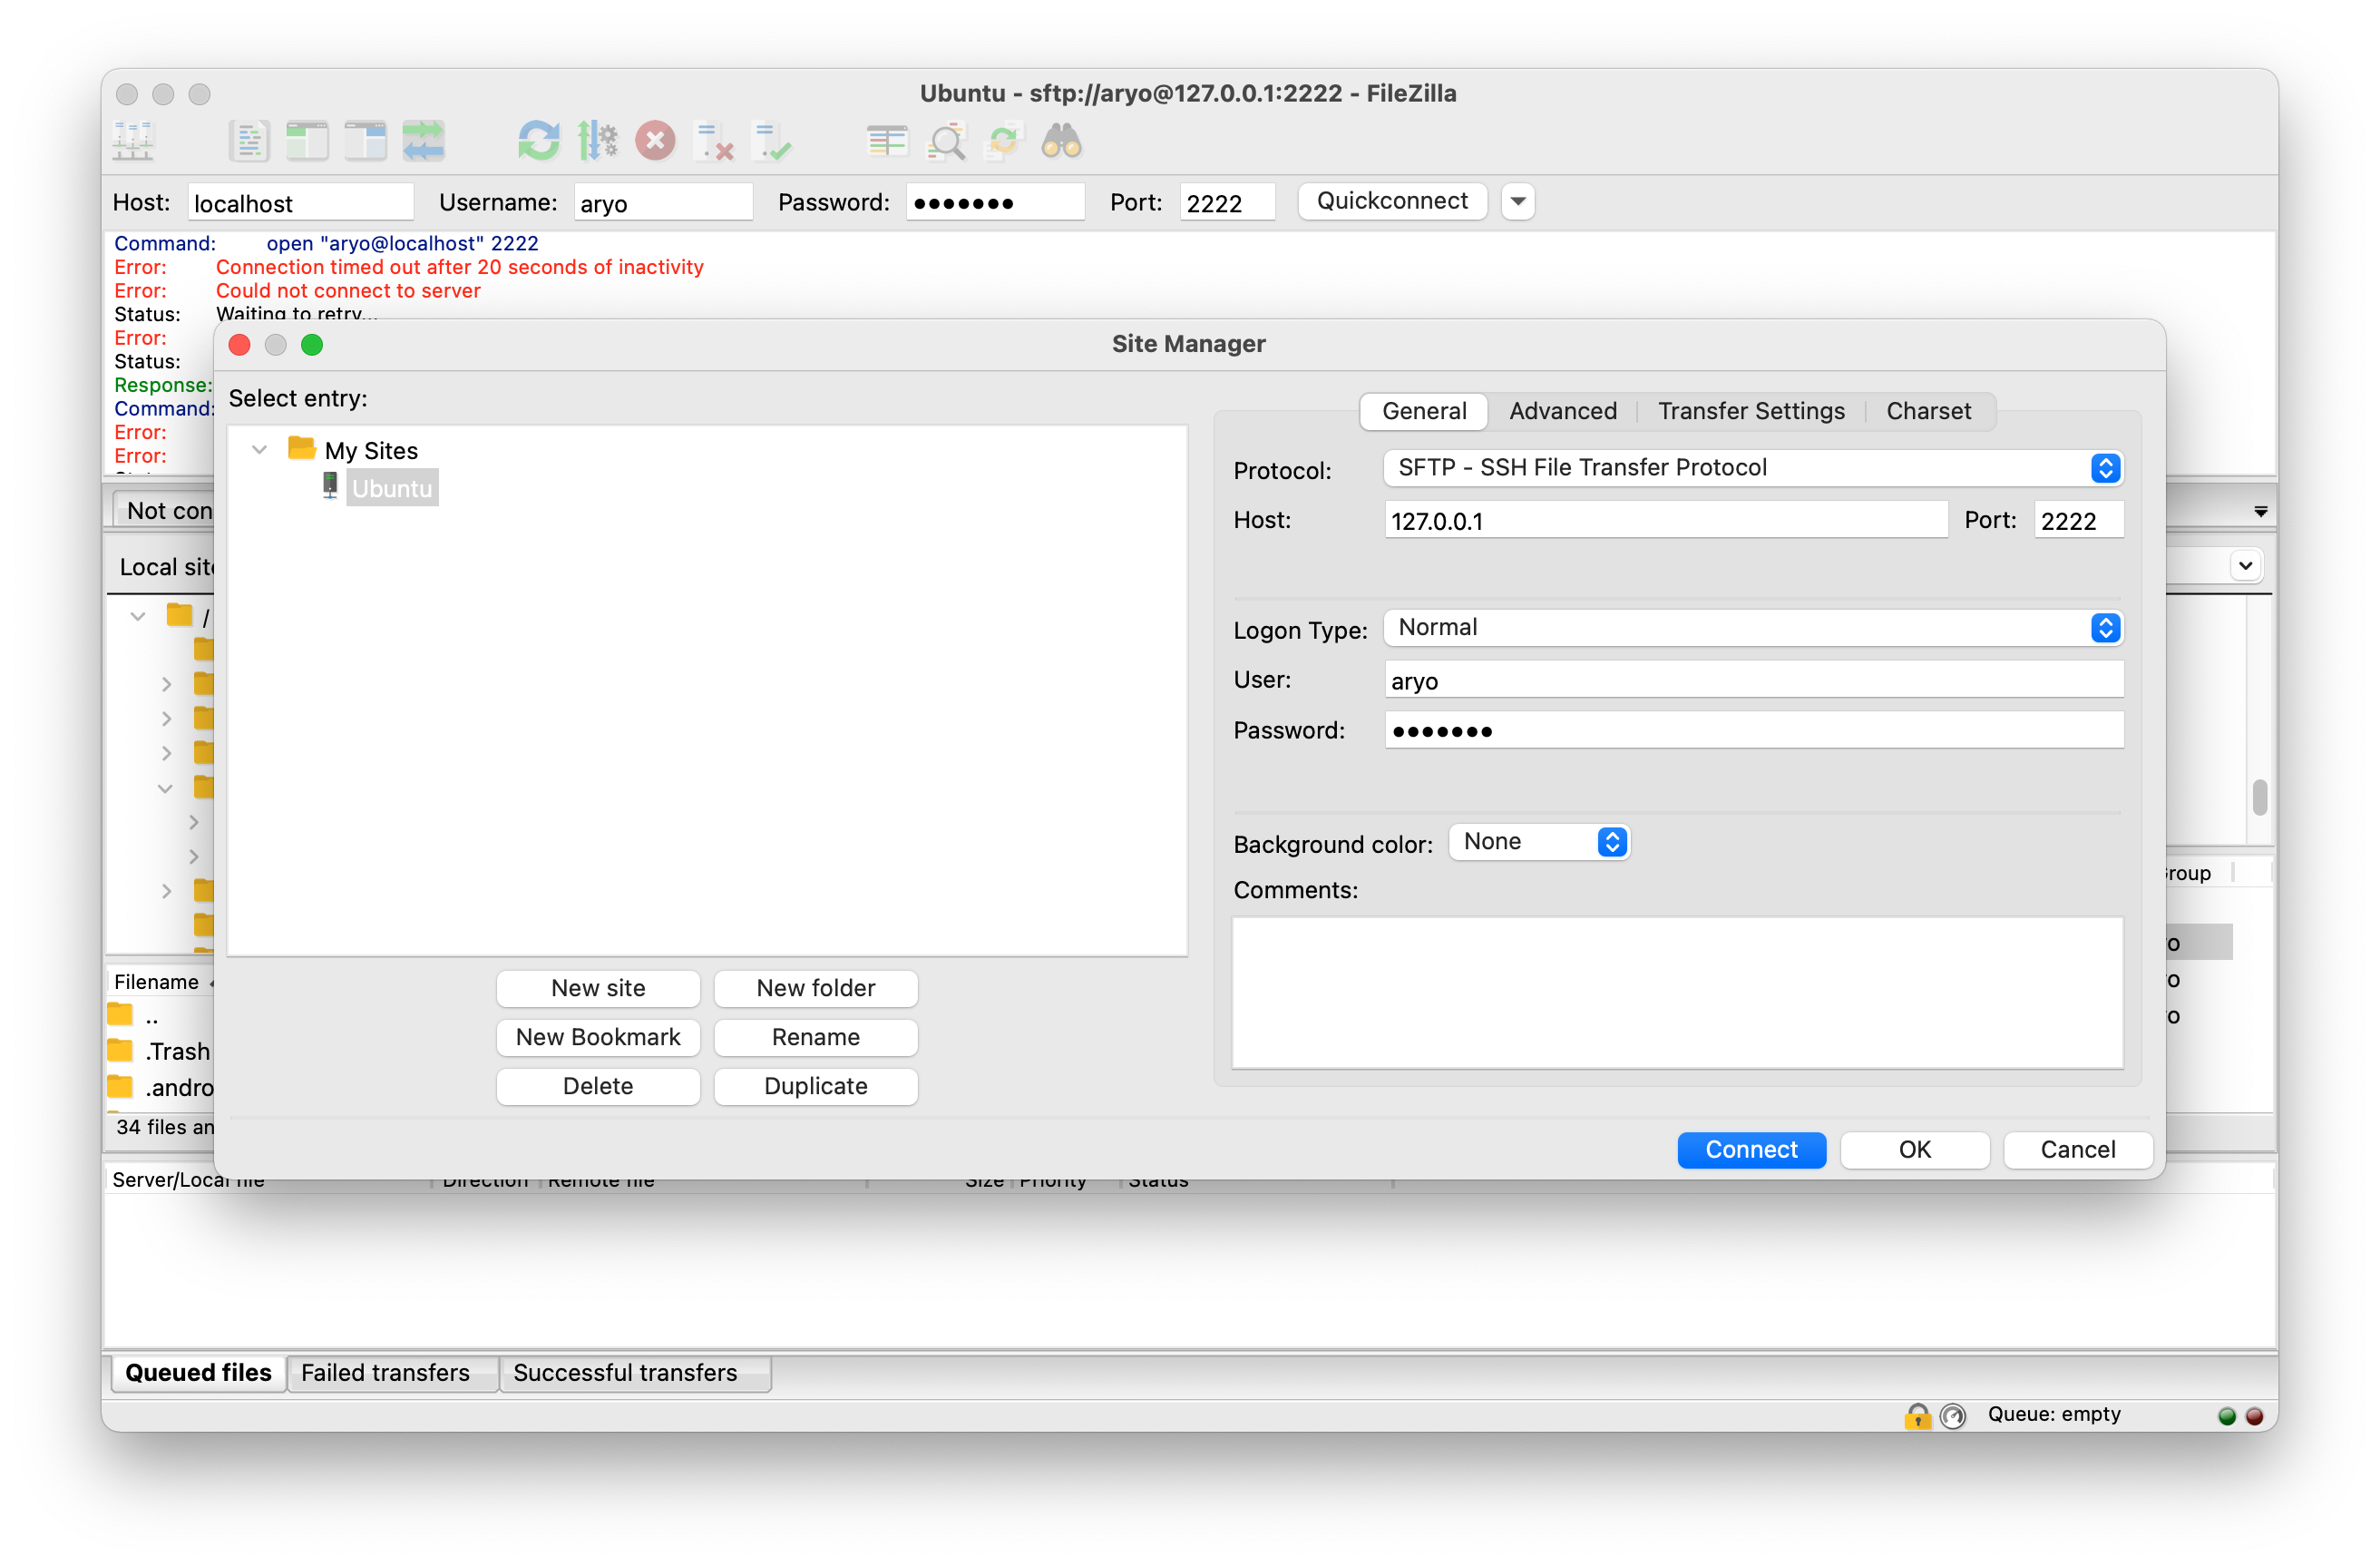 Ubuntu - sftp://aryo@127.0.0.1:2222 - FileZilla
Host: localhost Username: aryo Password: ●●●●●●● Port: 2222 Quickconnect
Command: open "aryo@localhost" 2222
Error: Connection timed out after 20 seconds of inactivity
Error: Could not connect to server
Status: Waiting to retry...
Error:
Status:
Response:
Command:
Error:
Error:
Site Manager
Select entry:
My Sites
Ubuntu
General Advanced Transfer Settings Charset
Protocol: SFTP - SSH File Transfer Protocol
Host: 127.0.0.1 Port: 2222
Logon Type: Normal
User: aryo
Password: ●●●●●●●
Background color: None
Comments:
New site New folder
New Bookmark Rename
Delete Duplicate
Connect OK Cancel
Not con
Local site
/
Filename
..
.Trash
.andro
34 files an
roup
ro
ro
ro
Server/Local file Direction Remote file Size Priority Status
Queued files Failed transfers Successful transfers
Queue: empty